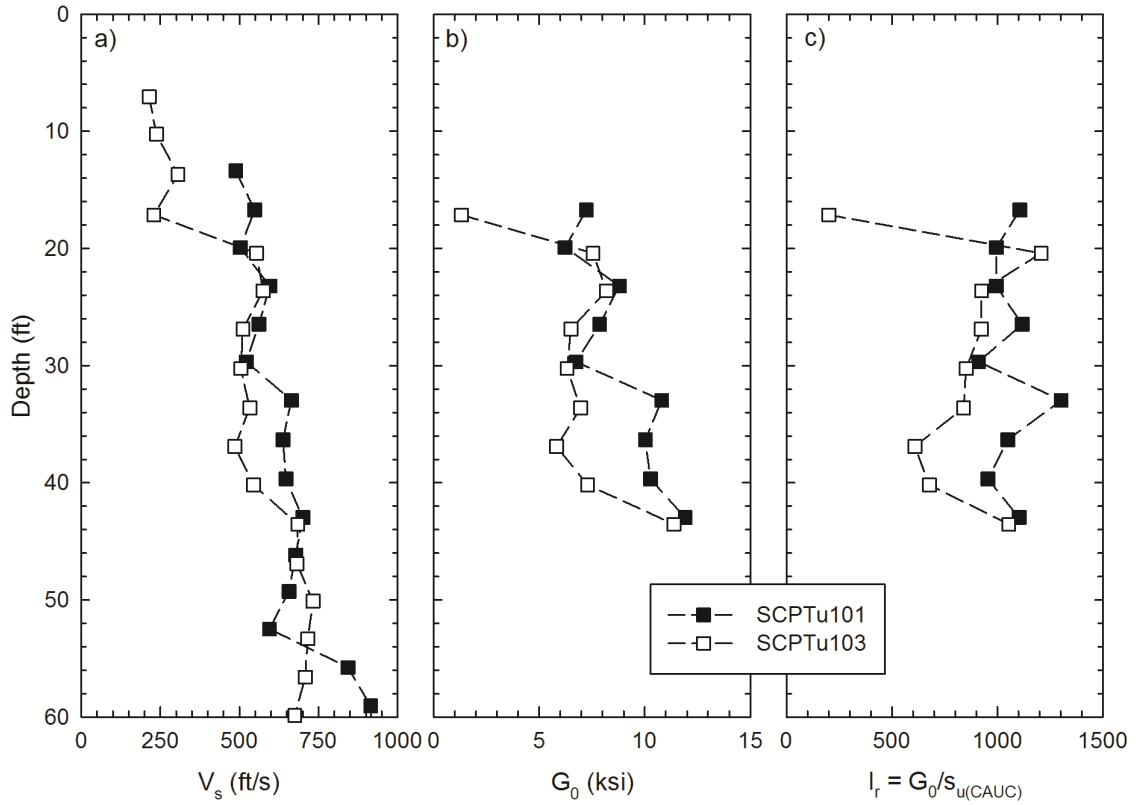 a) b) c)
0
10
20
30
40
50
60
Depth (ft)
SCPTu101
SCPTu103
0 250 500 750 1000 0 5 10 15 0 500 1000 1500
V_s (ft/s) G_0 (ksi) I_r = G_0/s_u(CAUC)